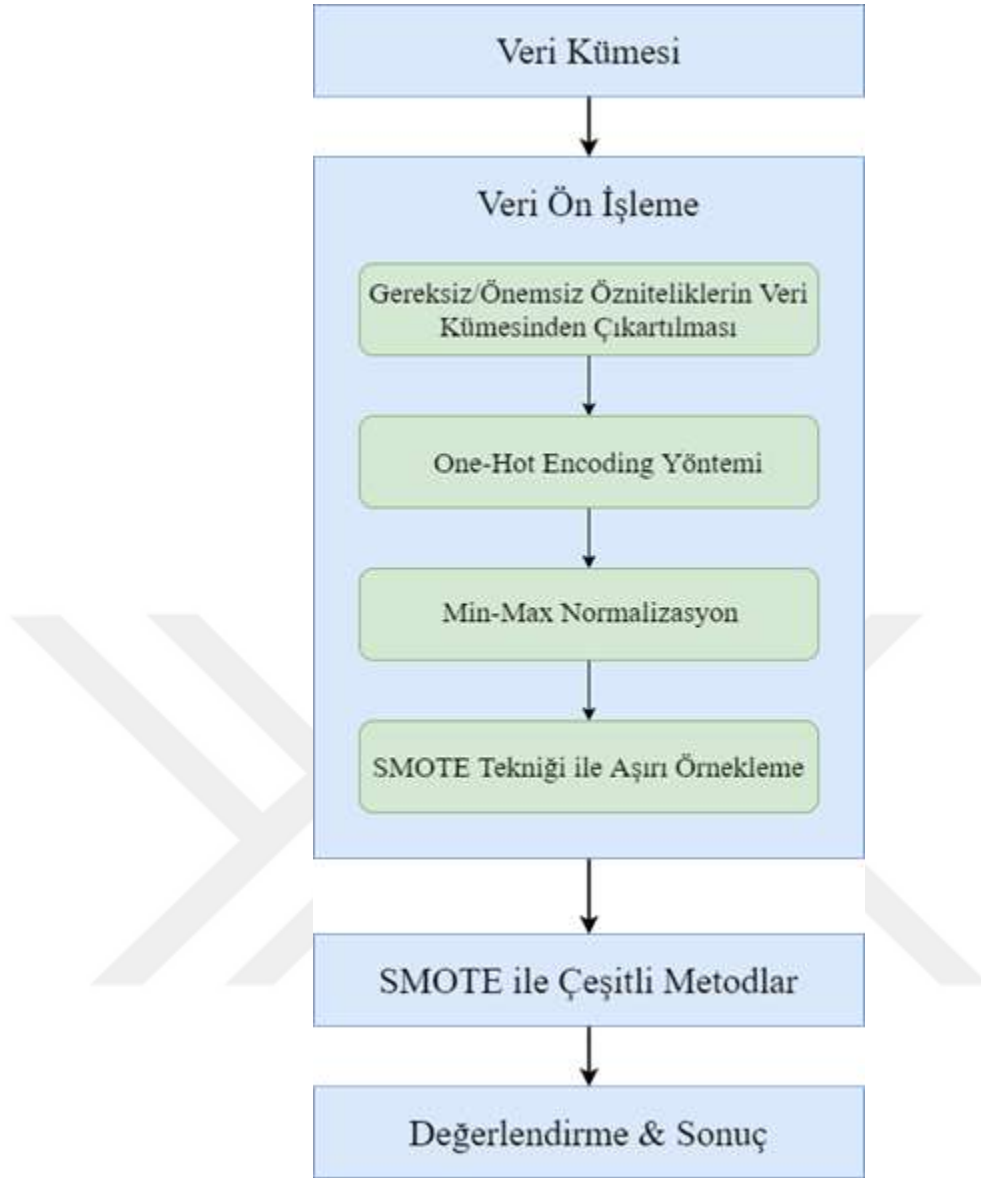 Veri Kümesi
Veri Ön İşleme
Gereksiz/Önemsiz Özniteliklerin Veri
Kümesinden Çıkartılması
One-Hot Encoding Yöntemi
Min-Max Normalizasyon
SMOTE Tekniği ile Aşırı Örnekleme
SMOTE ile Çeşitli Metodlar
Değerlendirme & Sonuç